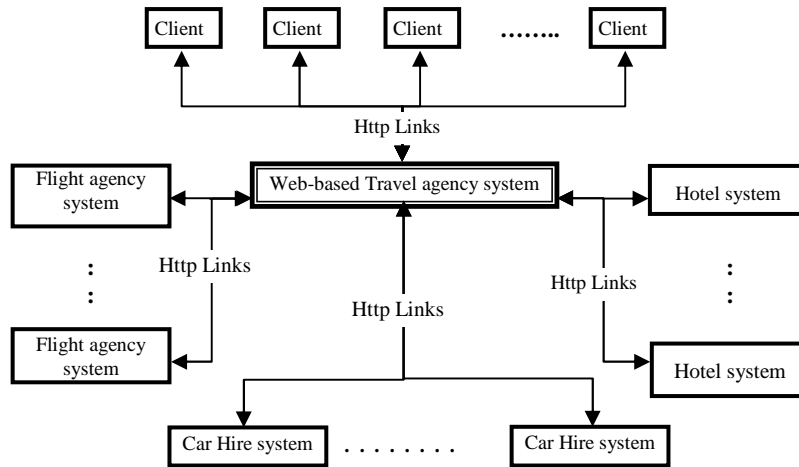 Client Client Client ........ Client
Http Links
Flight agency
system
Web-based Travel agency system
Hotel system
:
:
Http Links
Http Links
Http Links
:
:
Flight agency
system
Hotel system
Car Hire system . . . . . . . . Car Hire system